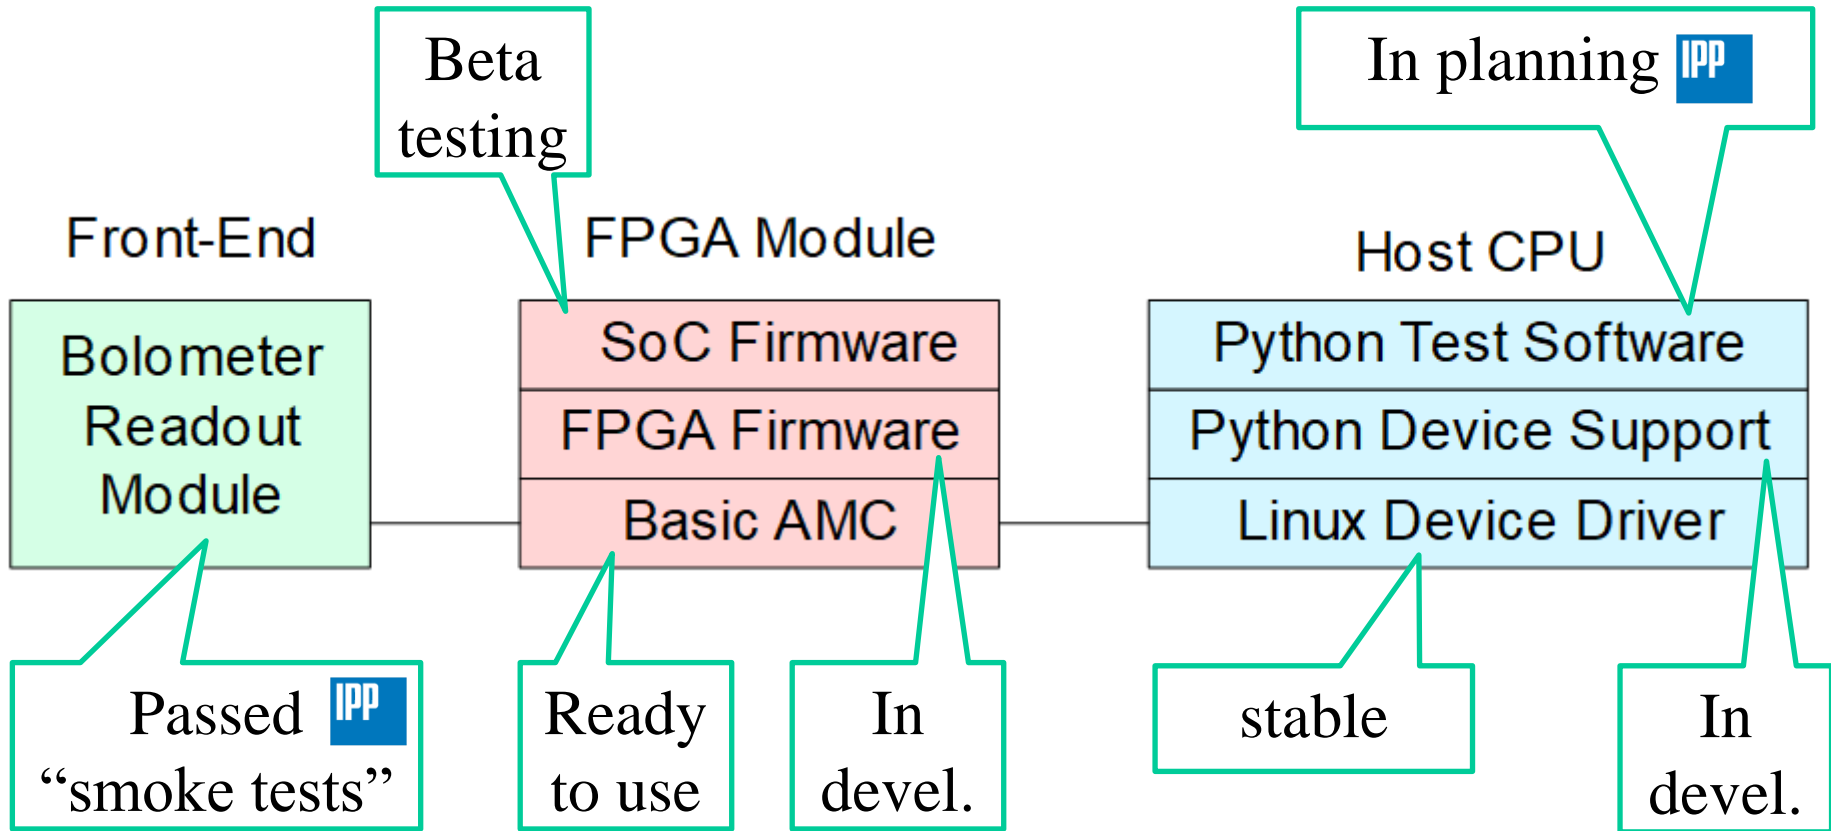 Beta
testing
In planning IPP
Front-End
FPGA Module
Host CPU
Bolometer
Readout
Module
SoC Firmware
FPGA Firmware
Basic AMC
Python Test Software
Python Device Support
Linux Device Driver
Passed IPP
“smoke tests”
Ready
to use
In
devel.
stable
In
devel.